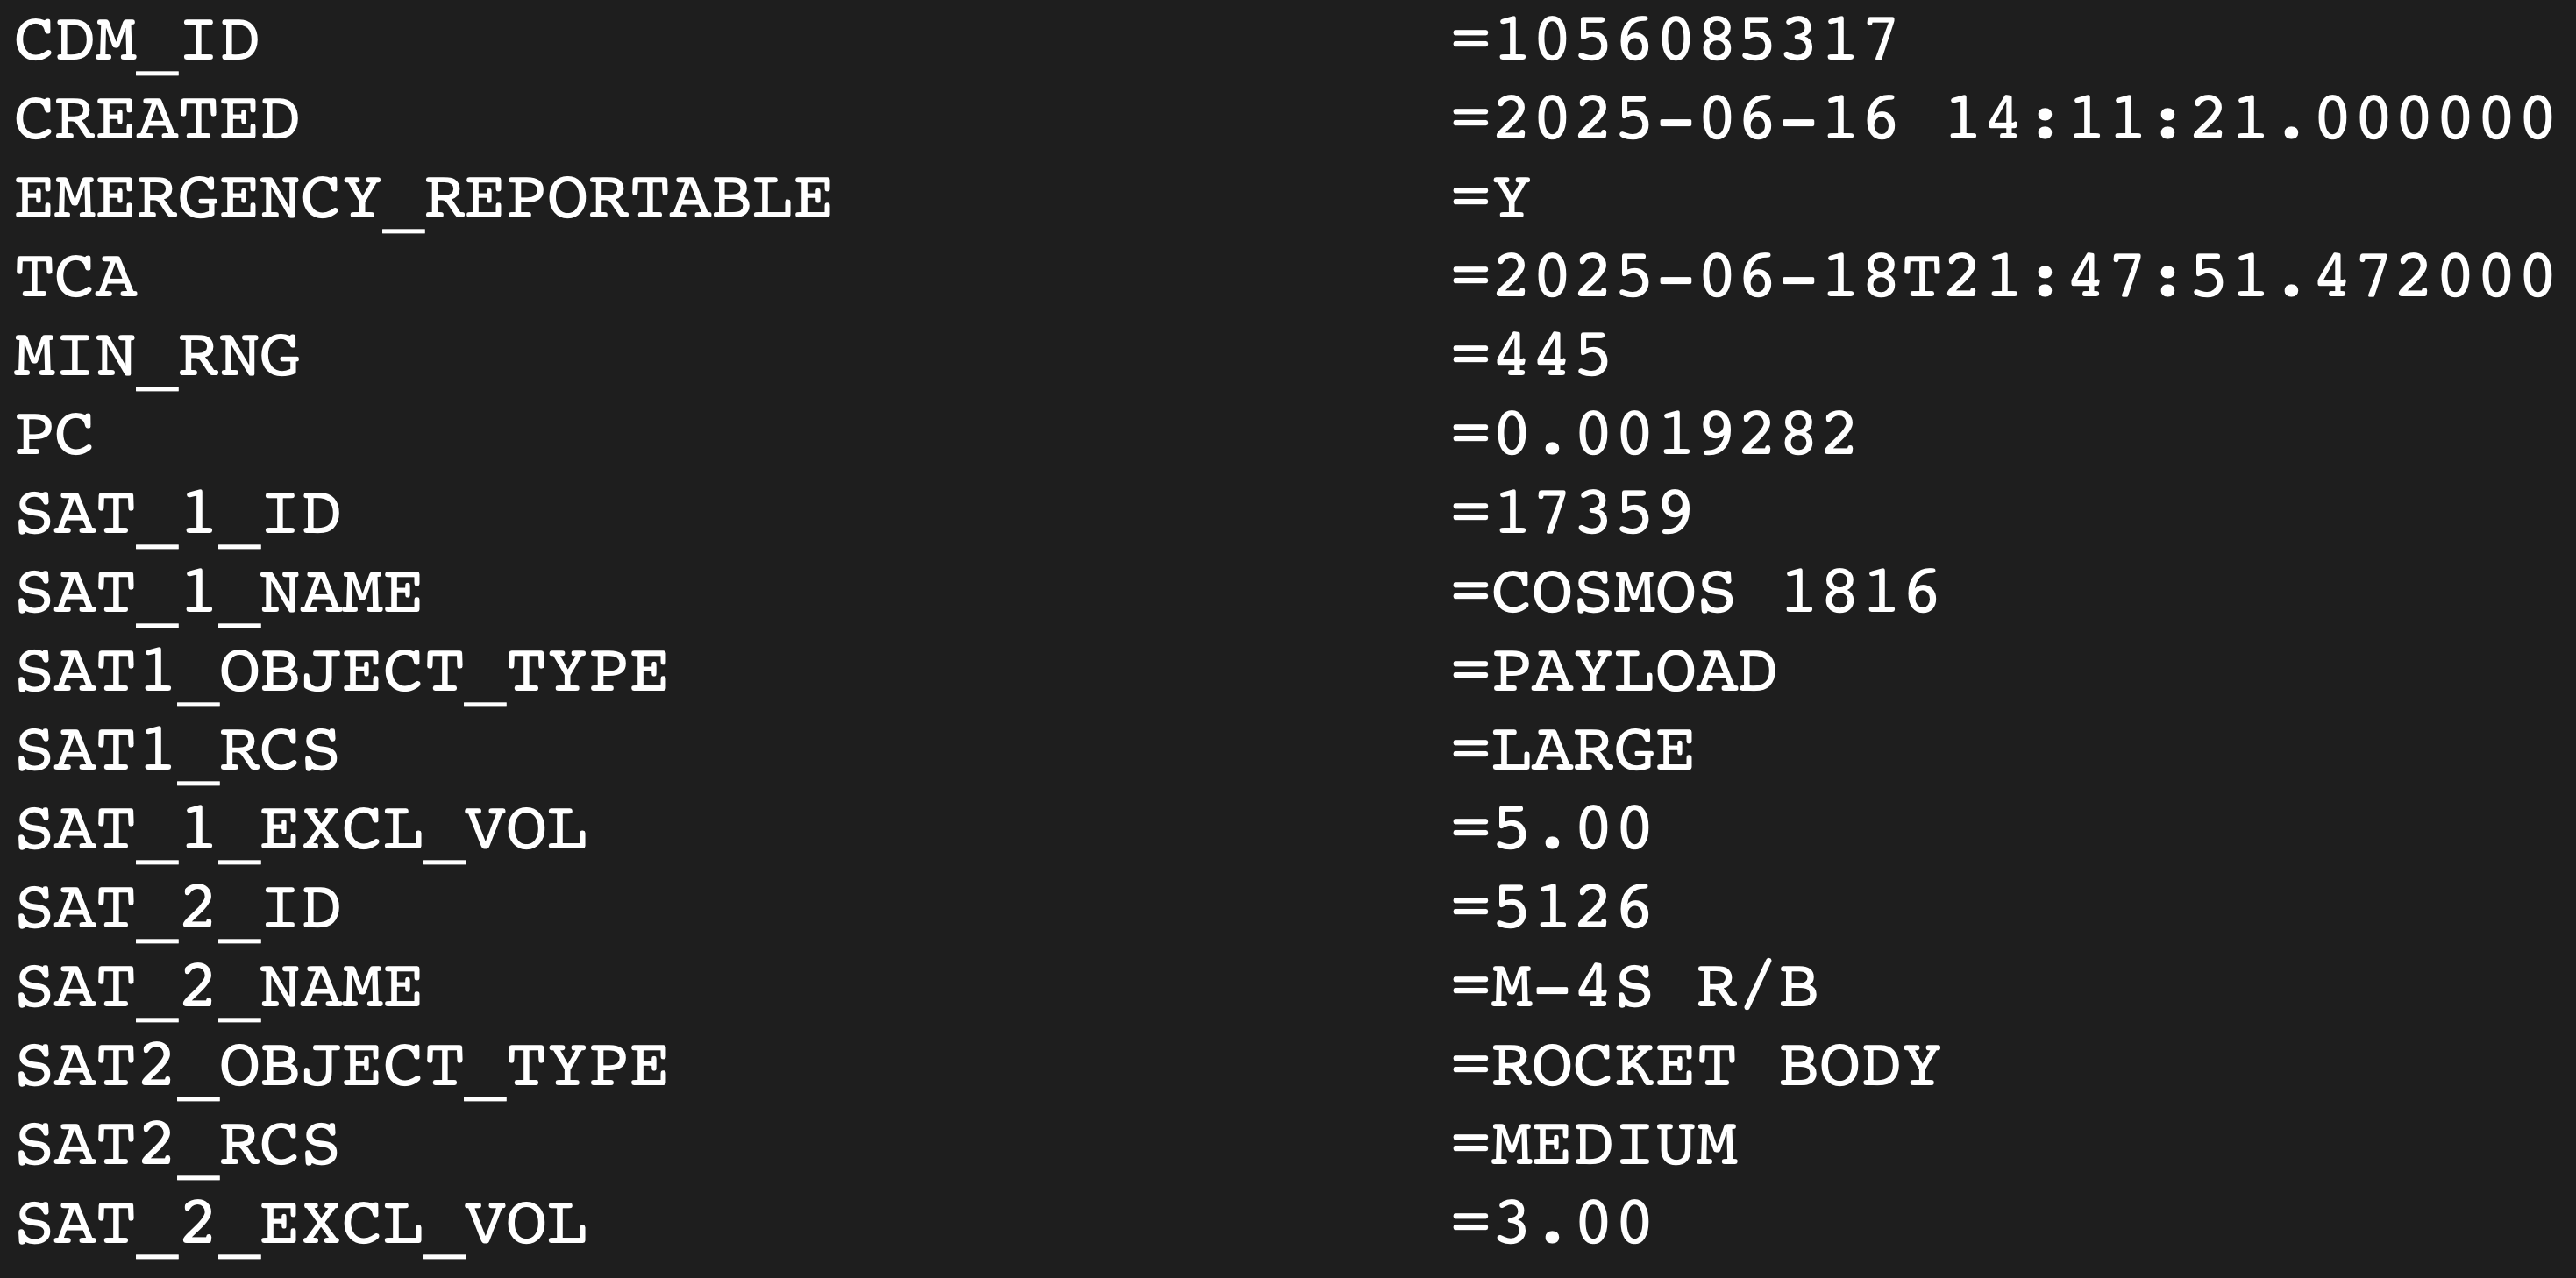 CDM_ID =1056085317
CREATED =2025-06-16 14:11:21.000000
EMERGENCY_REPORTABLE =Y
TCA =2025-06-18T21:47:51.472000
MIN_RNG =445
PC =0.0019282
SAT_1_ID =17359
SAT_1_NAME =COSMOS 1816
SAT1_OBJECT_TYPE =PAYLOAD
SAT1_RCS =LARGE
SAT_1_EXCL_VOL =5.00
SAT_2_ID =5126
SAT_2_NAME =M-4S R/B
SAT2_OBJECT_TYPE =ROCKET BODY
SAT2_RCS =MEDIUM
SAT_2_EXCL_VOL =3.00